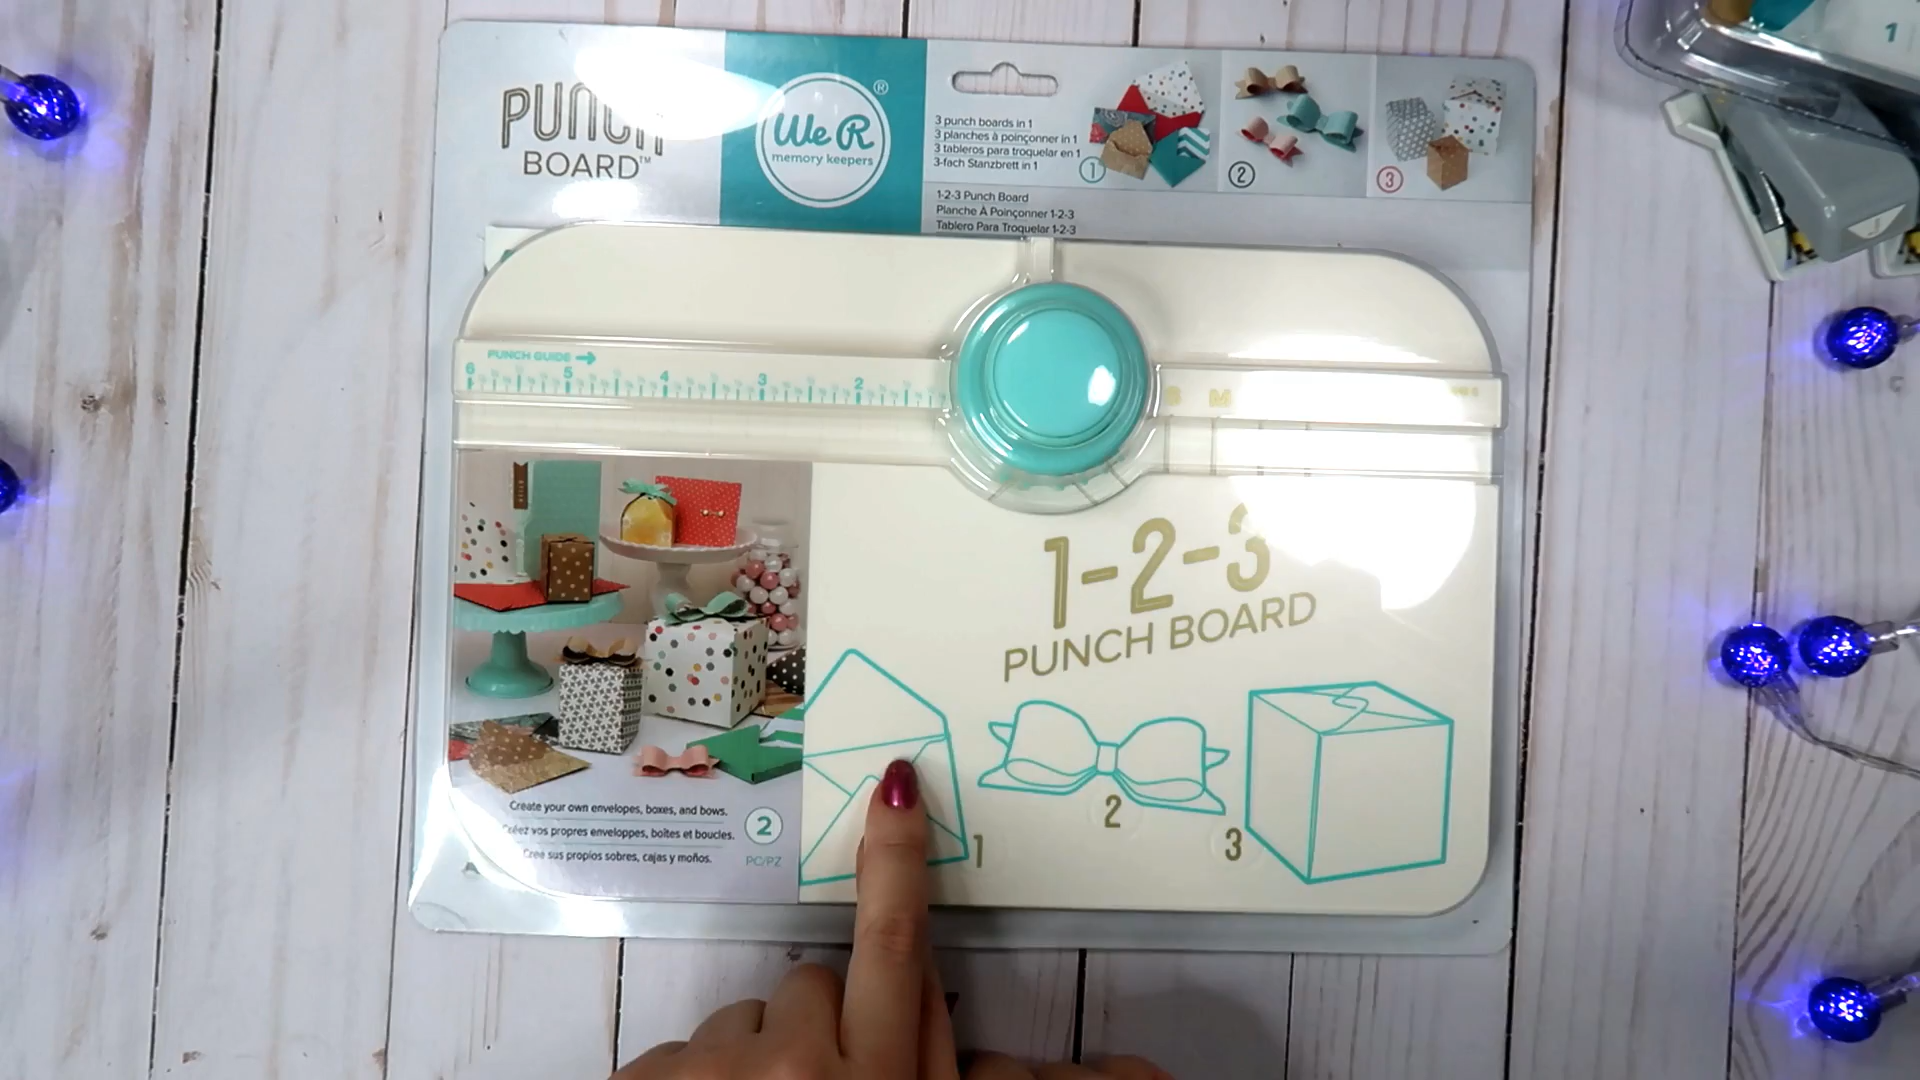 PUNCH
BOARD™
We R®
memory keepers
3 punch boards in 1
3 planches à poinçonner in 1
3 tableros para troquelar en 1
3-fach Stanzbrett in 1
1
2
3
1-2-3 Punch Board
Planche À Poinçonner 1-2-3
Tablero Para Troquelar 1-2-3
1
PUNCH GUIDE →
6 5 4 3 2
S M
1-2-3
PUNCH BOARD
1
2
3
Create your own envelopes, boxes, and bows.
Créez vos propres enveloppes, boîtes et boucles.
Cree sus propios sobres, cajas y moños.
2
PC/PZ